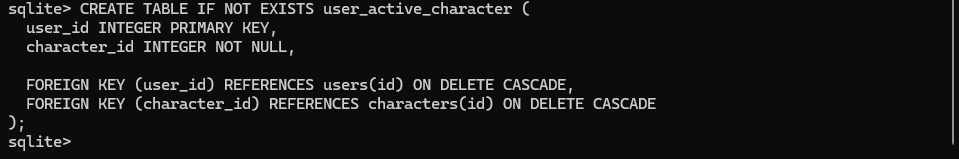 sqlite> CREATE TABLE IF NOT EXISTS user_active_character (
  user_id INTEGER PRIMARY KEY,
  character_id INTEGER NOT NULL,

  FOREIGN KEY (user_id) REFERENCES users(id) ON DELETE CASCADE,
  FOREIGN KEY (character_id) REFERENCES characters(id) ON DELETE CASCADE
);
sqlite>